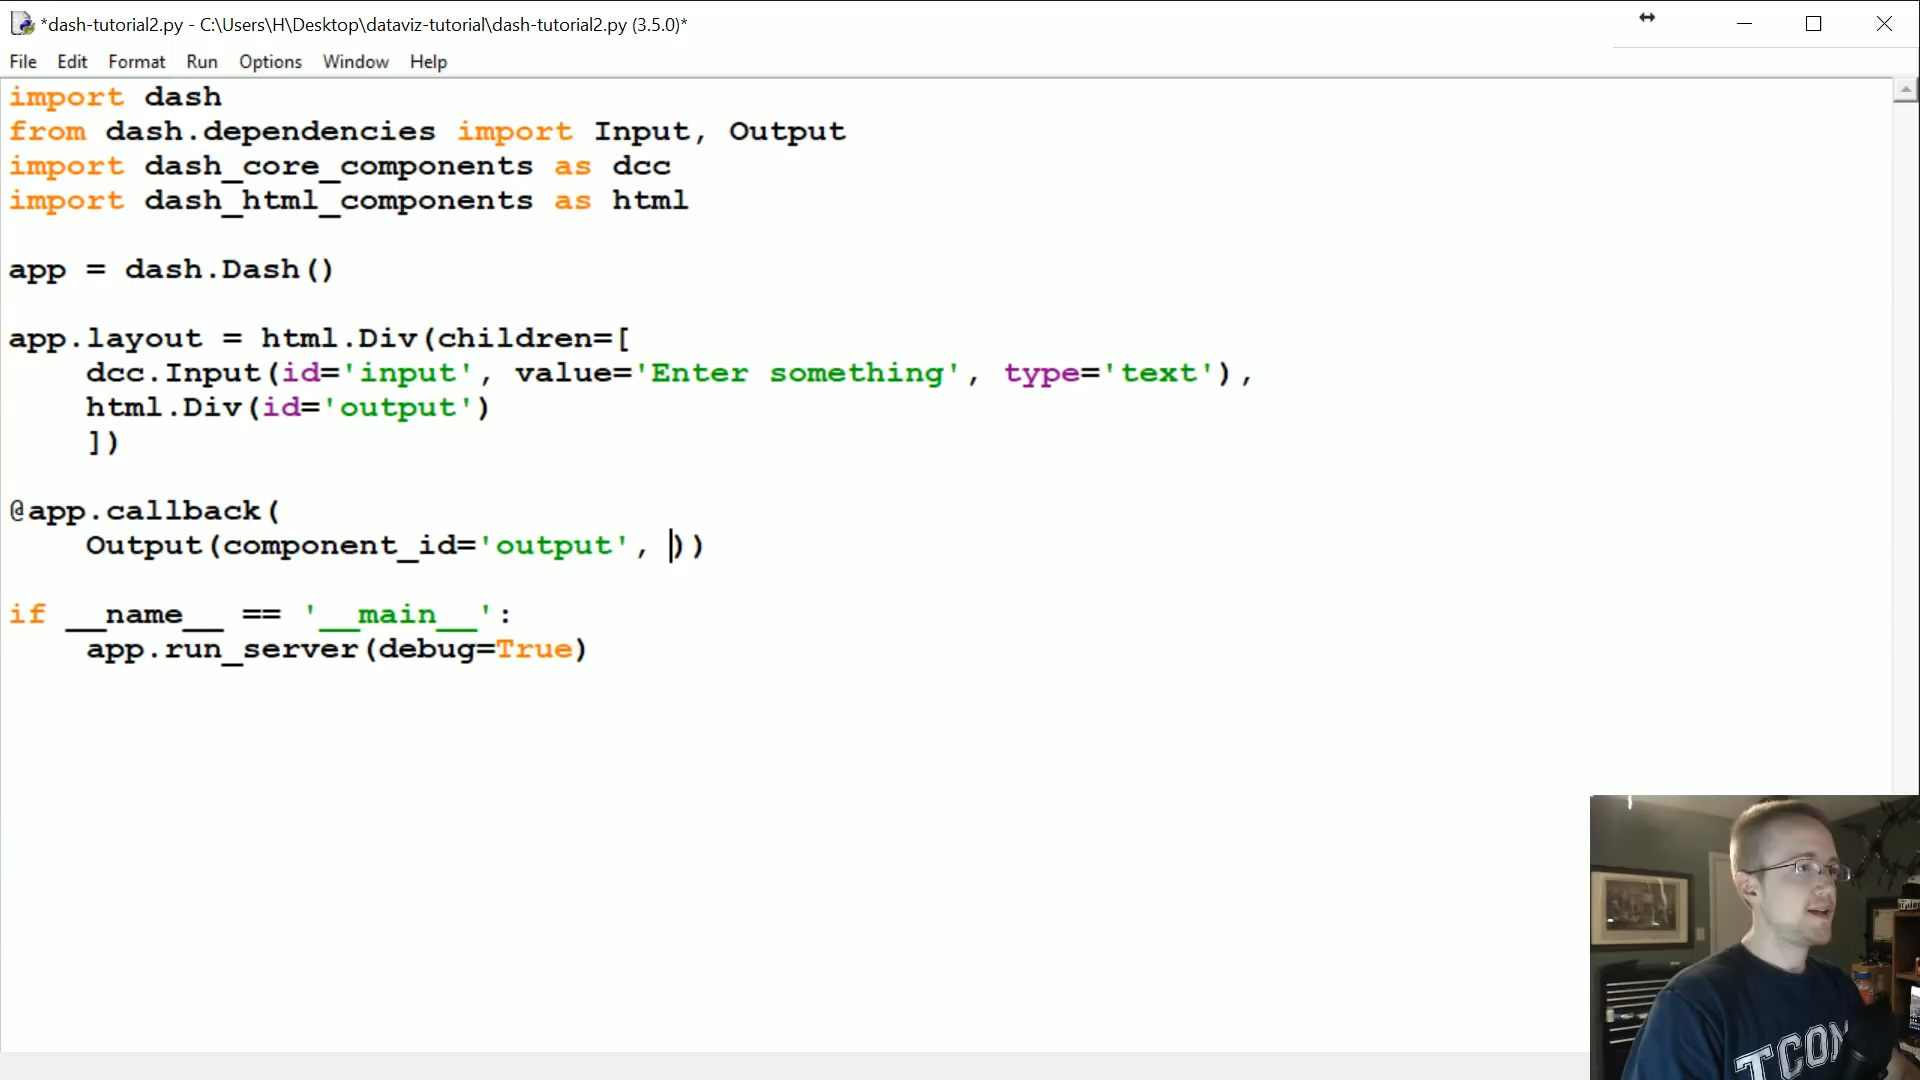 *dash-tutorial2.py - C:\Users\H\Desktop\dataviz-tutorial\dash-tutorial2.py (3.5.0)*
File Edit Format Run Options Window Help
import dash
from dash.dependencies import Input, Output
import dash_core_components as dcc
import dash_html_components as html
app = dash.Dash()
app.layout = html.Div(children=[
dcc.Input(id='input', value='Enter something', type='text'),
html.Div(id='output')
])
@app.callback(
Output(component_id='output', ))
if __name__ == '__main__':
app.run_server(debug=True)